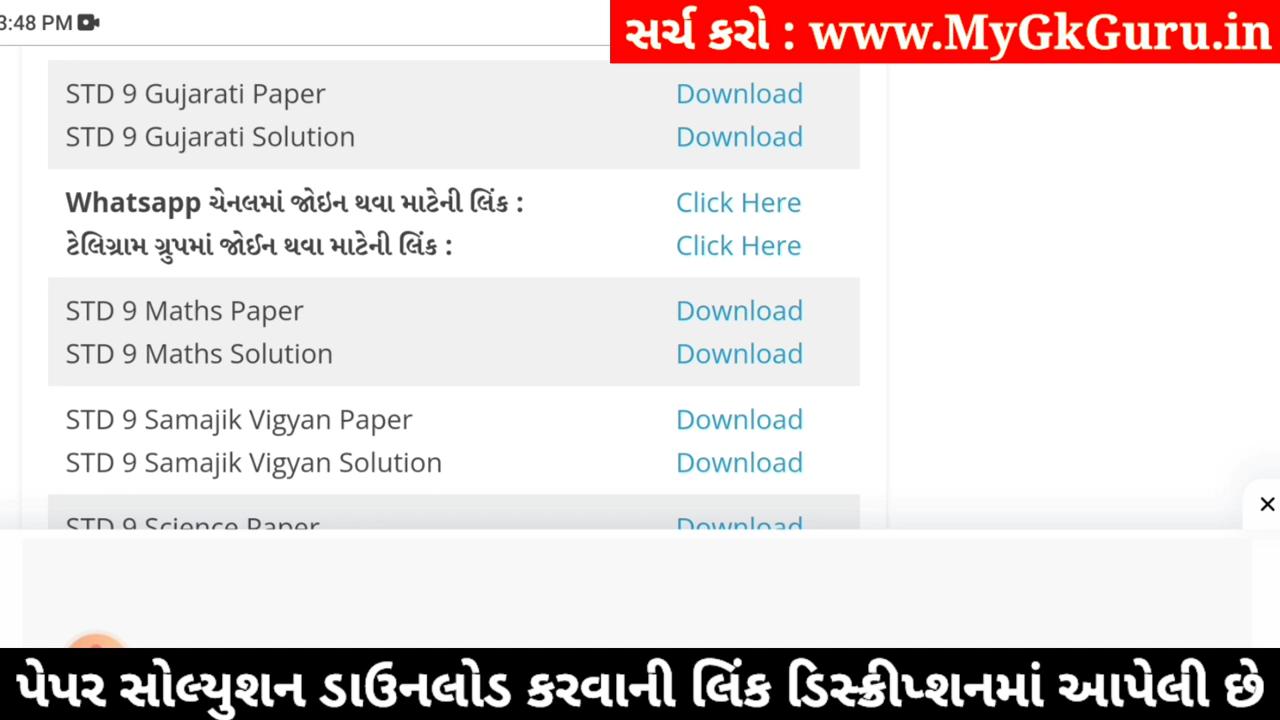 3:48 PM
સર્ચ કરો : www.MyGkGuru.in
STD 9 Gujarati Paper Download
STD 9 Gujarati Solution Download
Whatsapp ચેનલમાં જોઇન થવા માટેની લિંક : Click Here
ટેલિગ્રામ ગ્રુપમાં જોઈન થવા માટેની લિંક : Click Here
STD 9 Maths Paper Download
STD 9 Maths Solution Download
STD 9 Samajik Vigyan Paper Download
STD 9 Samajik Vigyan Solution Download
STD 9 Science Paper Download
પેપર સોલ્યુશન ડાઉનલોડ કરવાની લિંક ડિસ્ક્રીપ્શનમાં આપેલી છે